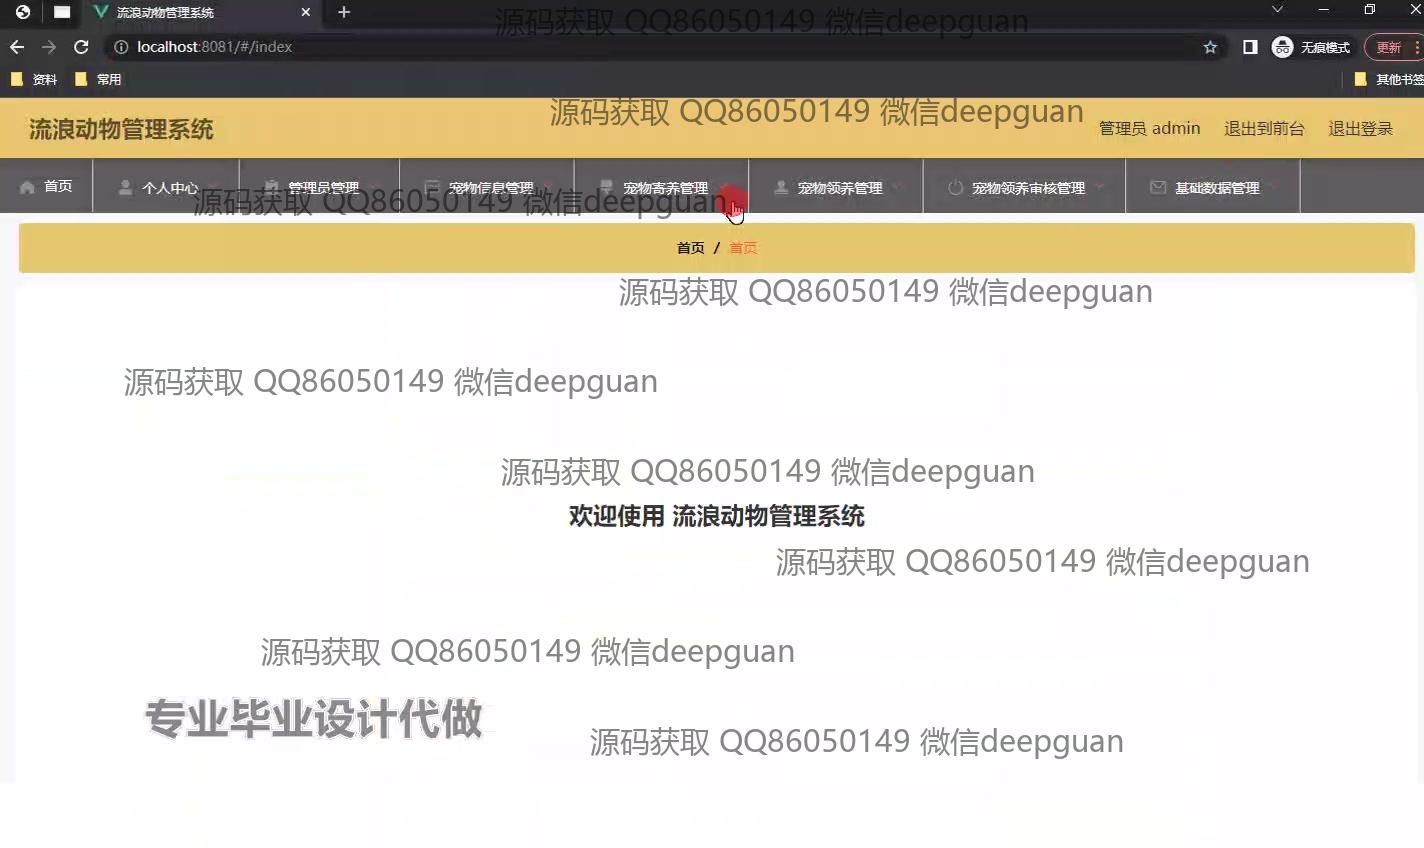 流浪动物管理系统
源码获取 QQ86050149 微信deepguan
localhost:8081/#/index
无痕模式
更新
资料
常用
其他书签
源码获取 QQ86050149 微信deepguan
流浪动物管理系统
管理员 admin
退出到前台
退出登录
首页
个人中心
管理员管理
宠物信息管理
宠物寄养管理
宠物领养管理
宠物领养审核管理
基础数据管理
源码获取 QQ86050149 微信deepguan
首页 / 首页
源码获取 QQ86050149 微信deepguan
源码获取 QQ86050149 微信deepguan
源码获取 QQ86050149 微信deepguan
欢迎使用 流浪动物管理系统
源码获取 QQ86050149 微信deepguan
源码获取 QQ86050149 微信deepguan
专业毕业设计代做
源码获取 QQ86050149 微信deepguan